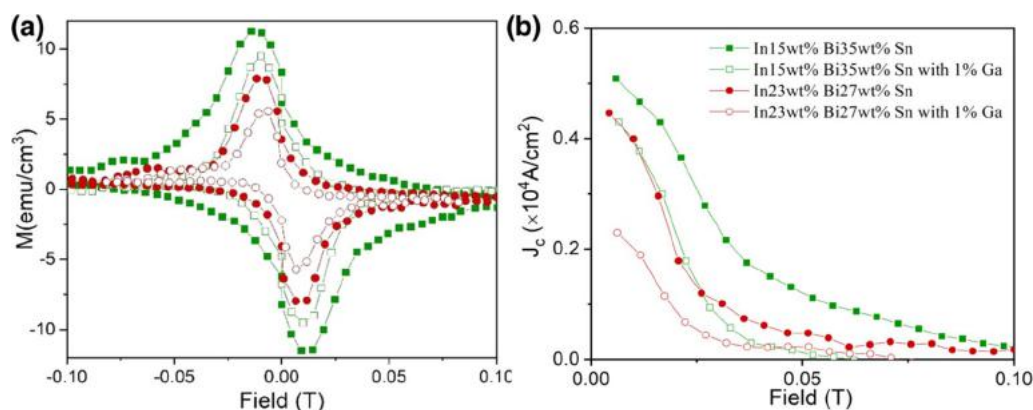 (a)
M(emu/cm³)
10
5
0
-5
-10
-0.10 -0.05 0.00 0.05 0.10
Field (T)
(b)
J_c (×10⁴A/cm²)
0.6
0.4
0.2
0.0
0.00 0.05 0.10
Field (T)
In15wt% Bi35wt% Sn
In15wt% Bi35wt% Sn with 1% Ga
In23wt% Bi27wt% Sn
In23wt% Bi27wt% Sn with 1% Ga